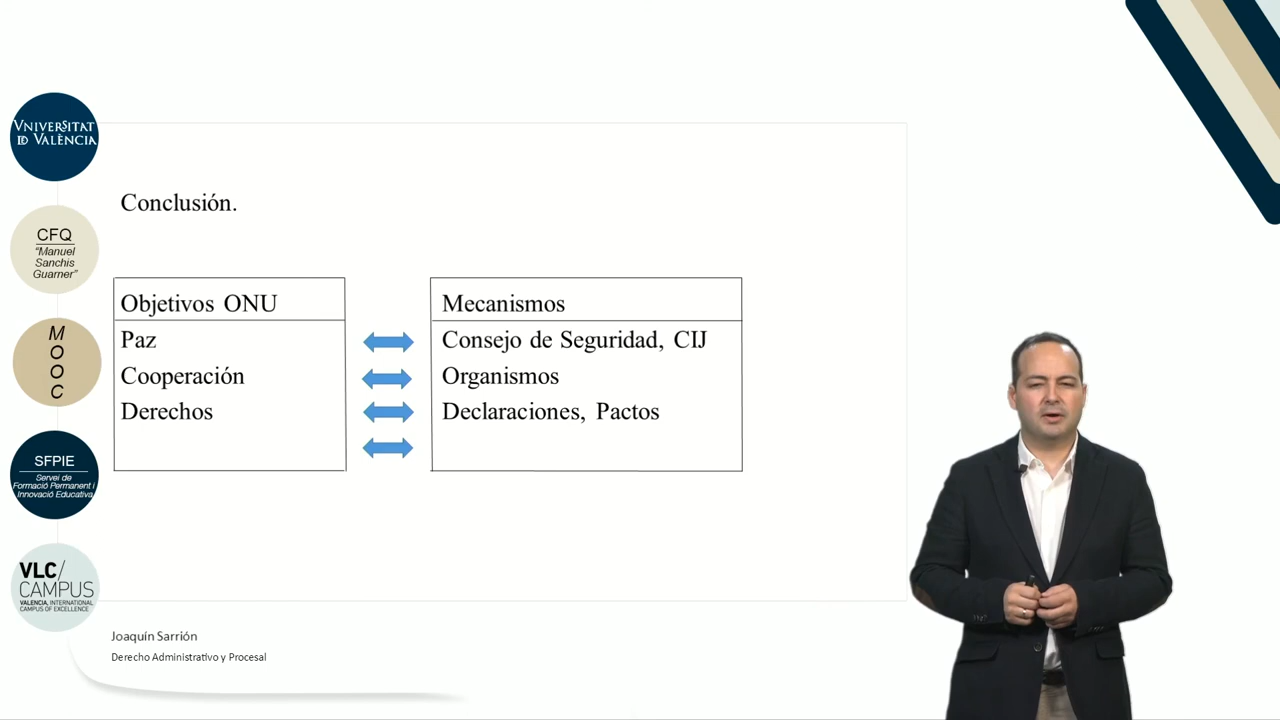 VNIVERSITAT
ID VALÈNCIA
CFQ
“Manuel
Sanchis
Guarner”
M
O
O
C
SFPIE
Servei de
Formació Permanent i
Innovació Educativa
VLC/
CAMPUS
VALENCIA, INTERNATIONAL
CAMPUS OF EXCELLENCE
Conclusión.
Objetivos ONU
Paz
Cooperación
Derechos
Mecanismos
Consejo de Seguridad, CIJ
Organismos
Declaraciones, Pactos
Joaquín Sarrión
Derecho Administrativo y Procesal